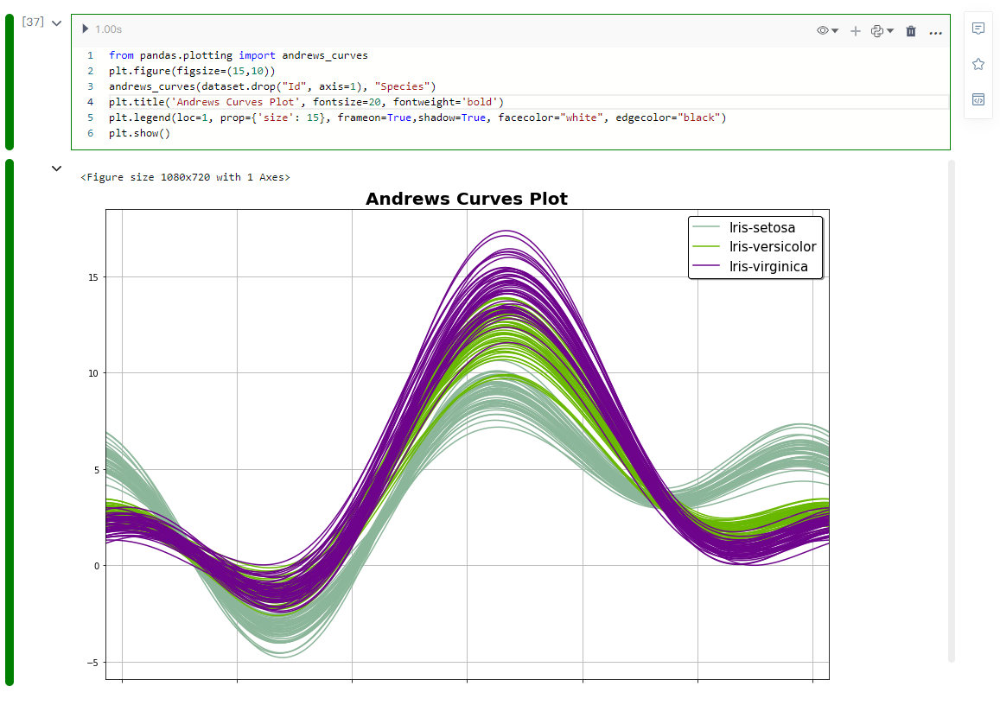 [37]
1.00s
1 from pandas.plotting import andrews_curves
2 plt.figure(figsize=(15,10))
3 andrews_curves(dataset.drop("Id", axis=1), "Species")
4 plt.title('Andrews Curves Plot', fontsize=20, fontweight='bold')
5 plt.legend(loc=1, prop={'size': 15}, frameon=True,shadow=True, facecolor="white", edgecolor="black")
6 plt.show()
<Figure size 1080x720 with 1 Axes>
Andrews Curves Plot
Iris-setosa
Iris-versicolor
Iris-virginica
15
10
5
0
−5